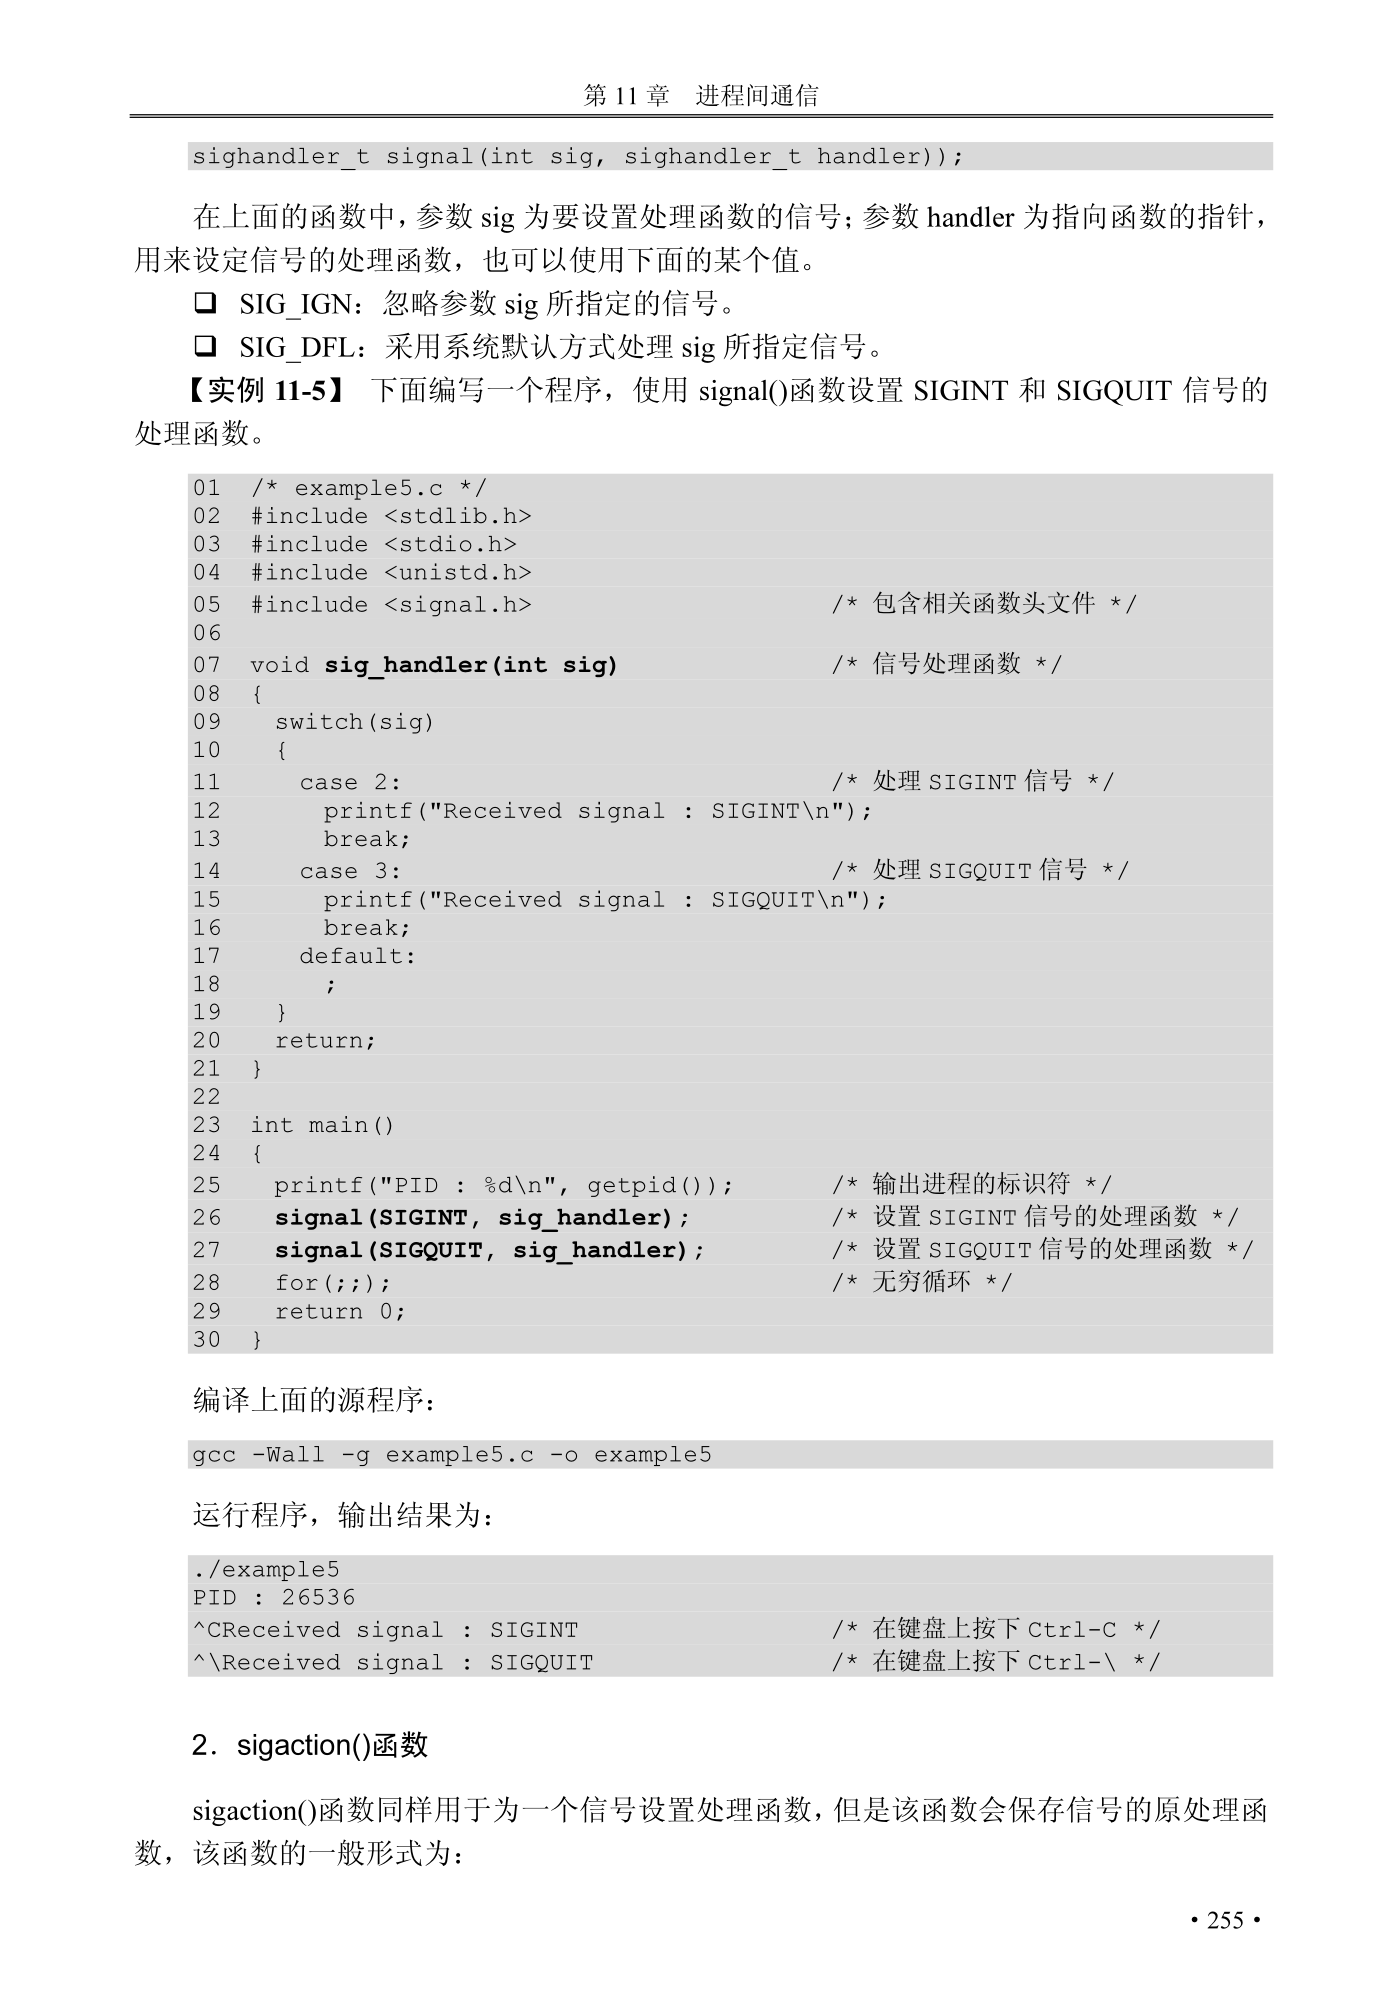 第 11 章　进程间通信
sighandler_t signal(int sig, sighandler_t handler));
在上面的函数中，参数 sig 为要设置处理函数的信号；参数 handler 为指向函数的指针，
用来设定信号的处理函数，也可以使用下面的某个值。
❑ SIG_IGN：忽略参数 sig 所指定的信号。
❑ SIG_DFL：采用系统默认方式处理 sig 所指定信号。
【实例 11-5】 下面编写一个程序，使用 signal()函数设置 SIGINT 和 SIGQUIT 信号的
处理函数。
01  /* example5.c */
02  #include <stdlib.h>
03  #include <stdio.h>
04  #include <unistd.h>
05  #include <signal.h>                    /* 包含相关函数头文件 */
06
07  void sig_handler(int sig)              /* 信号处理函数 */
08  {
09    switch(sig)
10    {
11      case 2:                            /* 处理 SIGINT 信号 */
12        printf("Received signal : SIGINT\n");
13        break;
14      case 3:                            /* 处理 SIGQUIT 信号 */
15        printf("Received signal : SIGQUIT\n");
16        break;
17      default:
18        ;
19    }
20    return;
21  }
22
23  int main()
24  {
25    printf("PID : %d\n", getpid());      /* 输出进程的标识符 */
26    signal(SIGINT, sig_handler);         /* 设置 SIGINT 信号的处理函数 */
27    signal(SIGQUIT, sig_handler);        /* 设置 SIGQUIT 信号的处理函数 */
28    for(;;);                             /* 无穷循环 */
29    return 0;
30  }
编译上面的源程序：
gcc -Wall -g example5.c -o example5
运行程序，输出结果为：
./example5
PID : 26536
^CReceived signal : SIGINT                 /* 在键盘上按下 Ctrl-C */
^\Received signal : SIGQUIT                /* 在键盘上按下 Ctrl-\ */
2．sigaction()函数
sigaction()函数同样用于为一个信号设置处理函数，但是该函数会保存信号的原处理函
数，该函数的一般形式为：
• 255 •